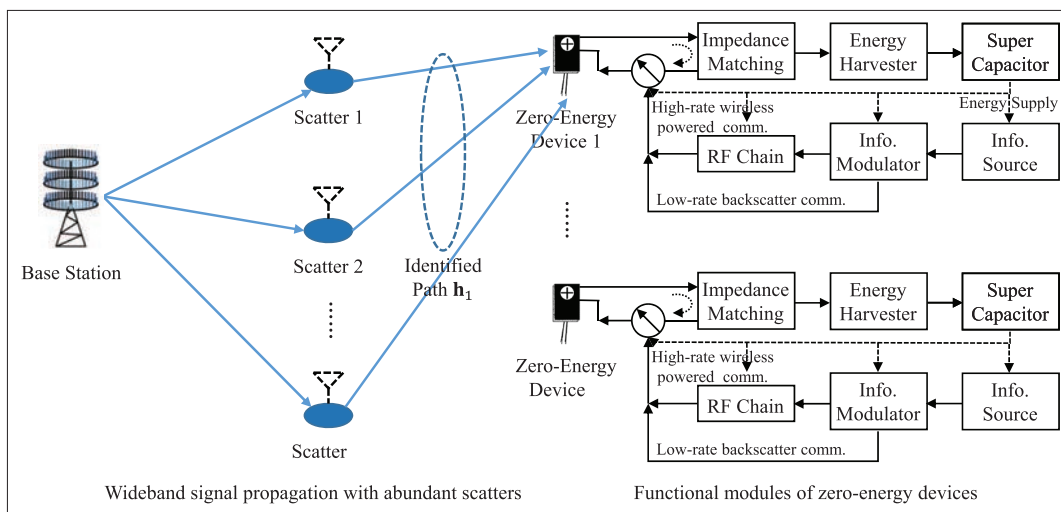 Scatter 1
Scatter 2
Scatter
Base Station
Identified
Path h₁
Zero-Energy
Device 1
Impedance
Matching
Energy
Harvester
Super
Capacitor
High-rate wireless
powered comm.
Energy Supply
RF Chain
Info.
Modulator
Info.
Source
Low-rate backscatter comm.
Zero-Energy
Device
Impedance
Matching
Energy
Harvester
Super
Capacitor
High-rate wireless
powered comm.
RF Chain
Info.
Modulator
Info.
Source
Low-rate backscatter comm.
Wideband signal propagation with abundant scatters
Functional modules of zero-energy devices